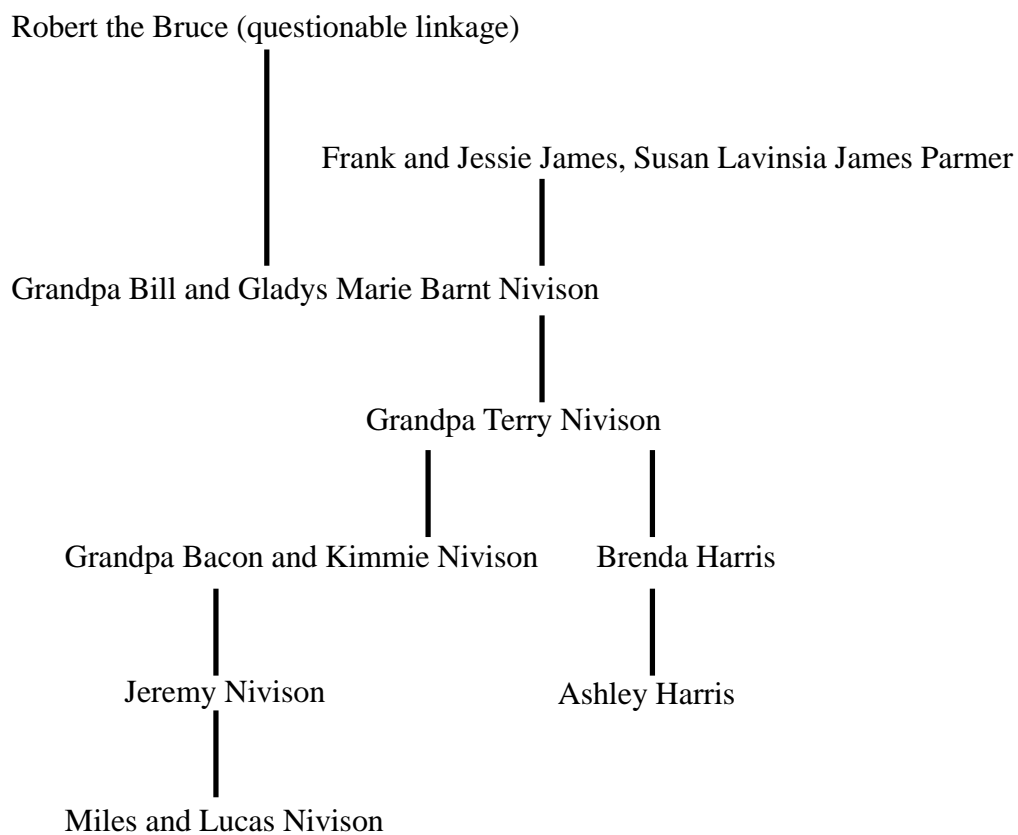 Robert the Bruce (questionable linkage)
Frank and Jessie James, Susan Lavinsia James Parmer
Grandpa Bill and Gladys Marie Barnt Nivison
Grandpa Terry Nivison
Grandpa Bacon and Kimmie Nivison
Brenda Harris
Jeremy Nivison
Ashley Harris
Miles and Lucas Nivison